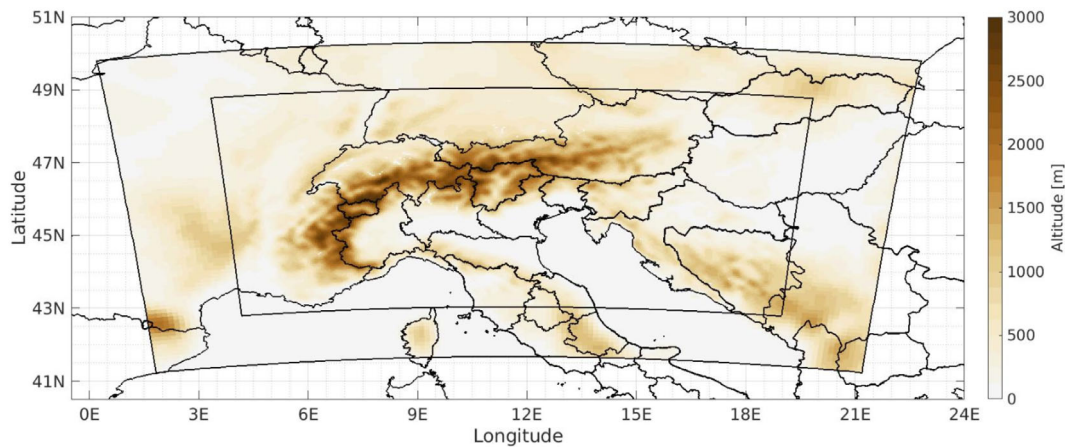 51N
49N
47N
45N
43N
41N
Latitude
0E 3E 6E 9E 12E 15E 18E 21E 24E
Longitude
3000
2500
2000
1500
1000
500
0
Altitude [m]